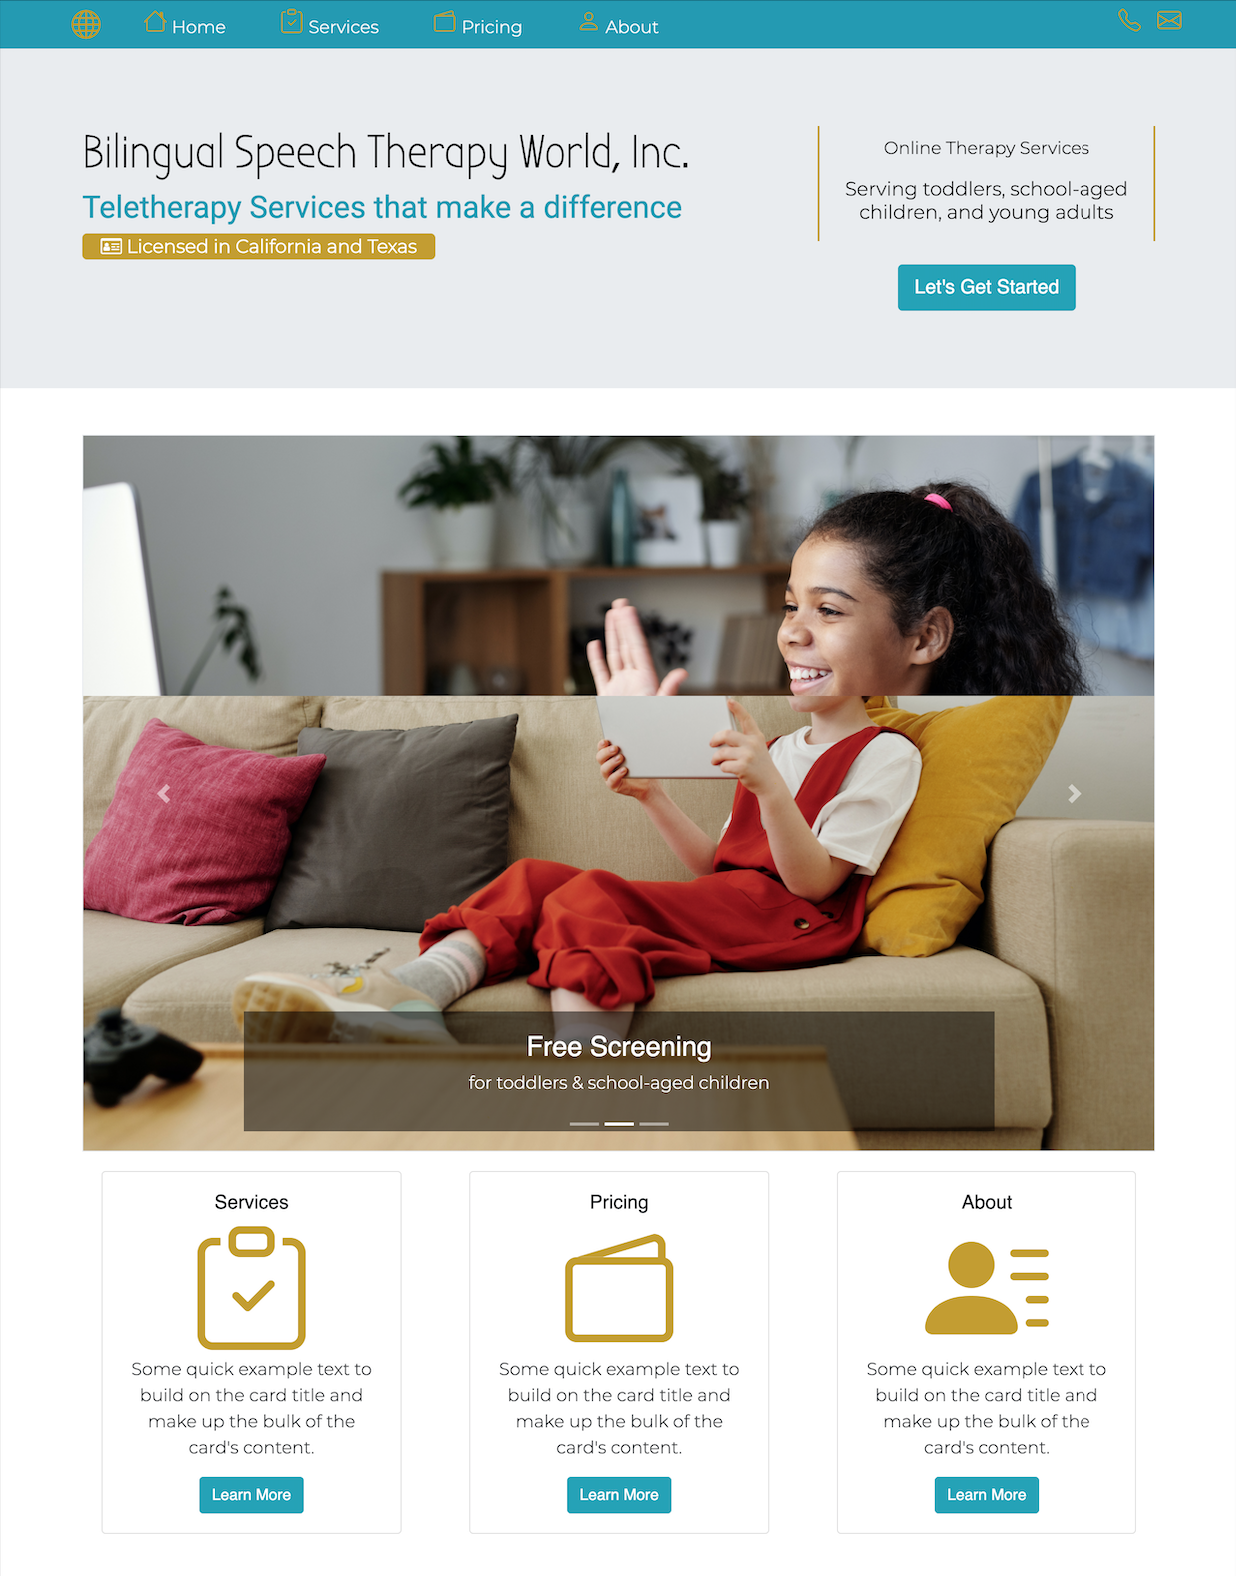 Home
Services
Pricing
About
Bilingual Speech Therapy World, Inc.
Teletherapy Services that make a difference
Licensed in California and Texas
Online Therapy Services
Serving toddlers, school-aged
children, and young adults
Let's Get Started
Free Screening
for toddlers & school-aged children
Services
Some quick example text to
build on the card title and
make up the bulk of the
card's content.
Learn More
Pricing
Some quick example text to
build on the card title and
make up the bulk of the
card's content.
Learn More
About
Some quick example text to
build on the card title and
make up the bulk of the
card's content.
Learn More